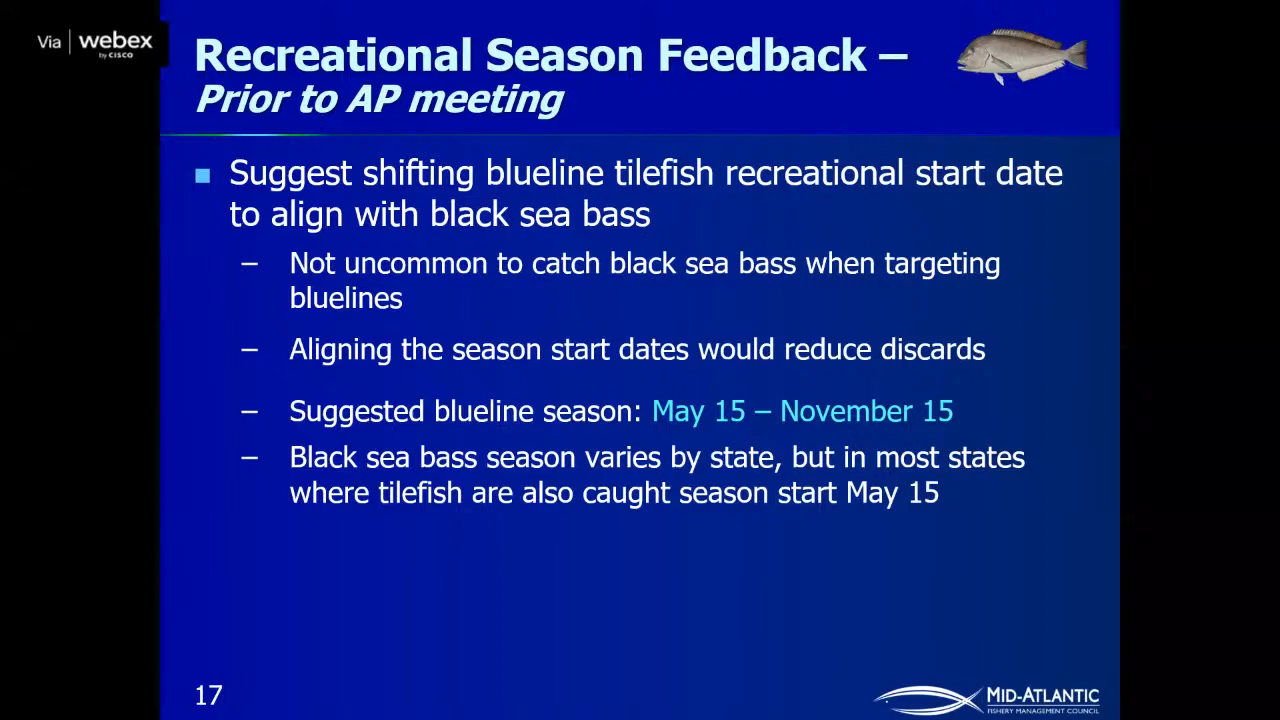 Via | webex
by CISCO
Recreational Season Feedback –
Prior to AP meeting
Suggest shifting blueline tilefish recreational start date
to align with black sea bass
– Not uncommon to catch black sea bass when targeting
bluelines
– Aligning the season start dates would reduce discards
– Suggested blueline season: May 15 – November 15
– Black sea bass season varies by state, but in most states
where tilefish are also caught season start May 15
17
MID-ATLANTIC
FISHERY MANAGEMENT COUNCIL